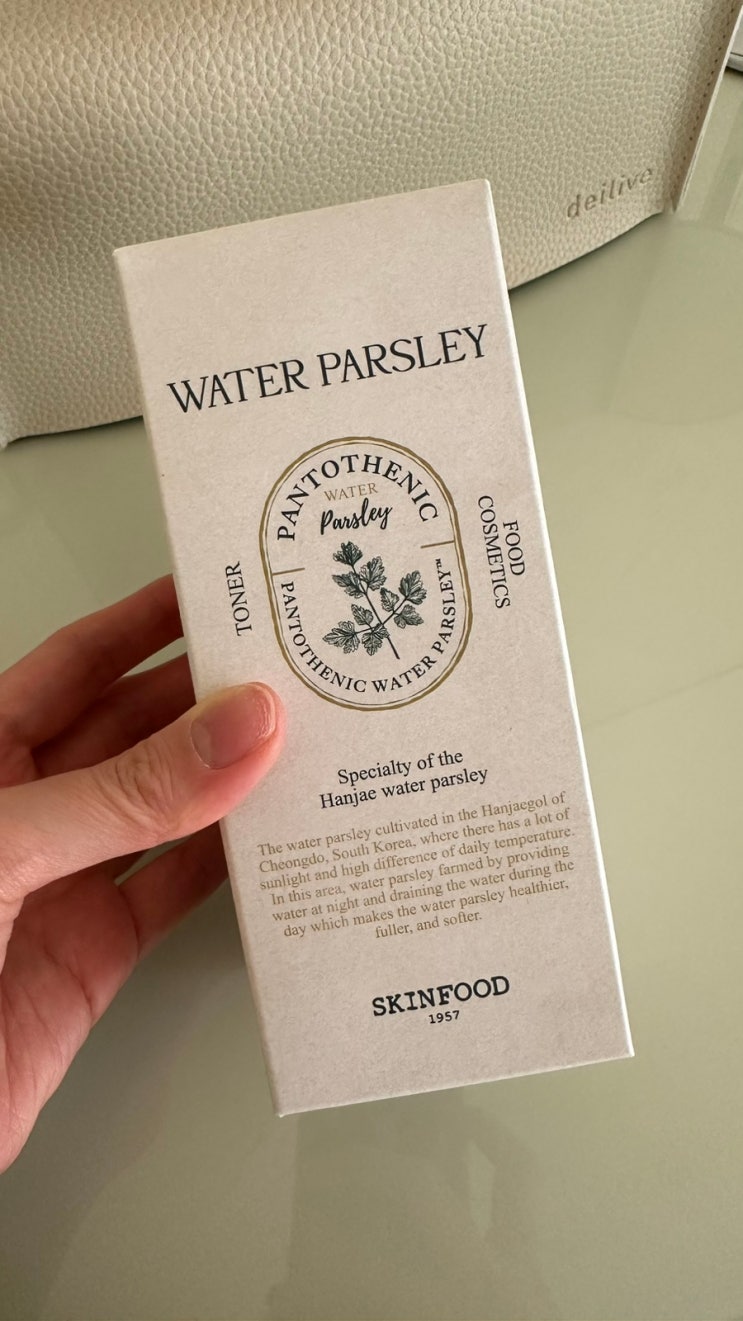 deilive
WATER PARSLEY
PANTOTHENIC
WATER
Parsley
PANTOTHENIC WATER PARSLEY™
TONER
FOOD
COSMETICS
Specialty of the
Hanjae water parsley
The water parsley cultivated in the Hanjaegol of
Cheongdo, South Korea, where there has a lot of
sunlight and high difference of daily temperature.
In this area, water parsley farmed by providing
water at night and draining the water during the
day which makes the water parsley healthier,
fuller, and softer.
SKINFOOD
1957